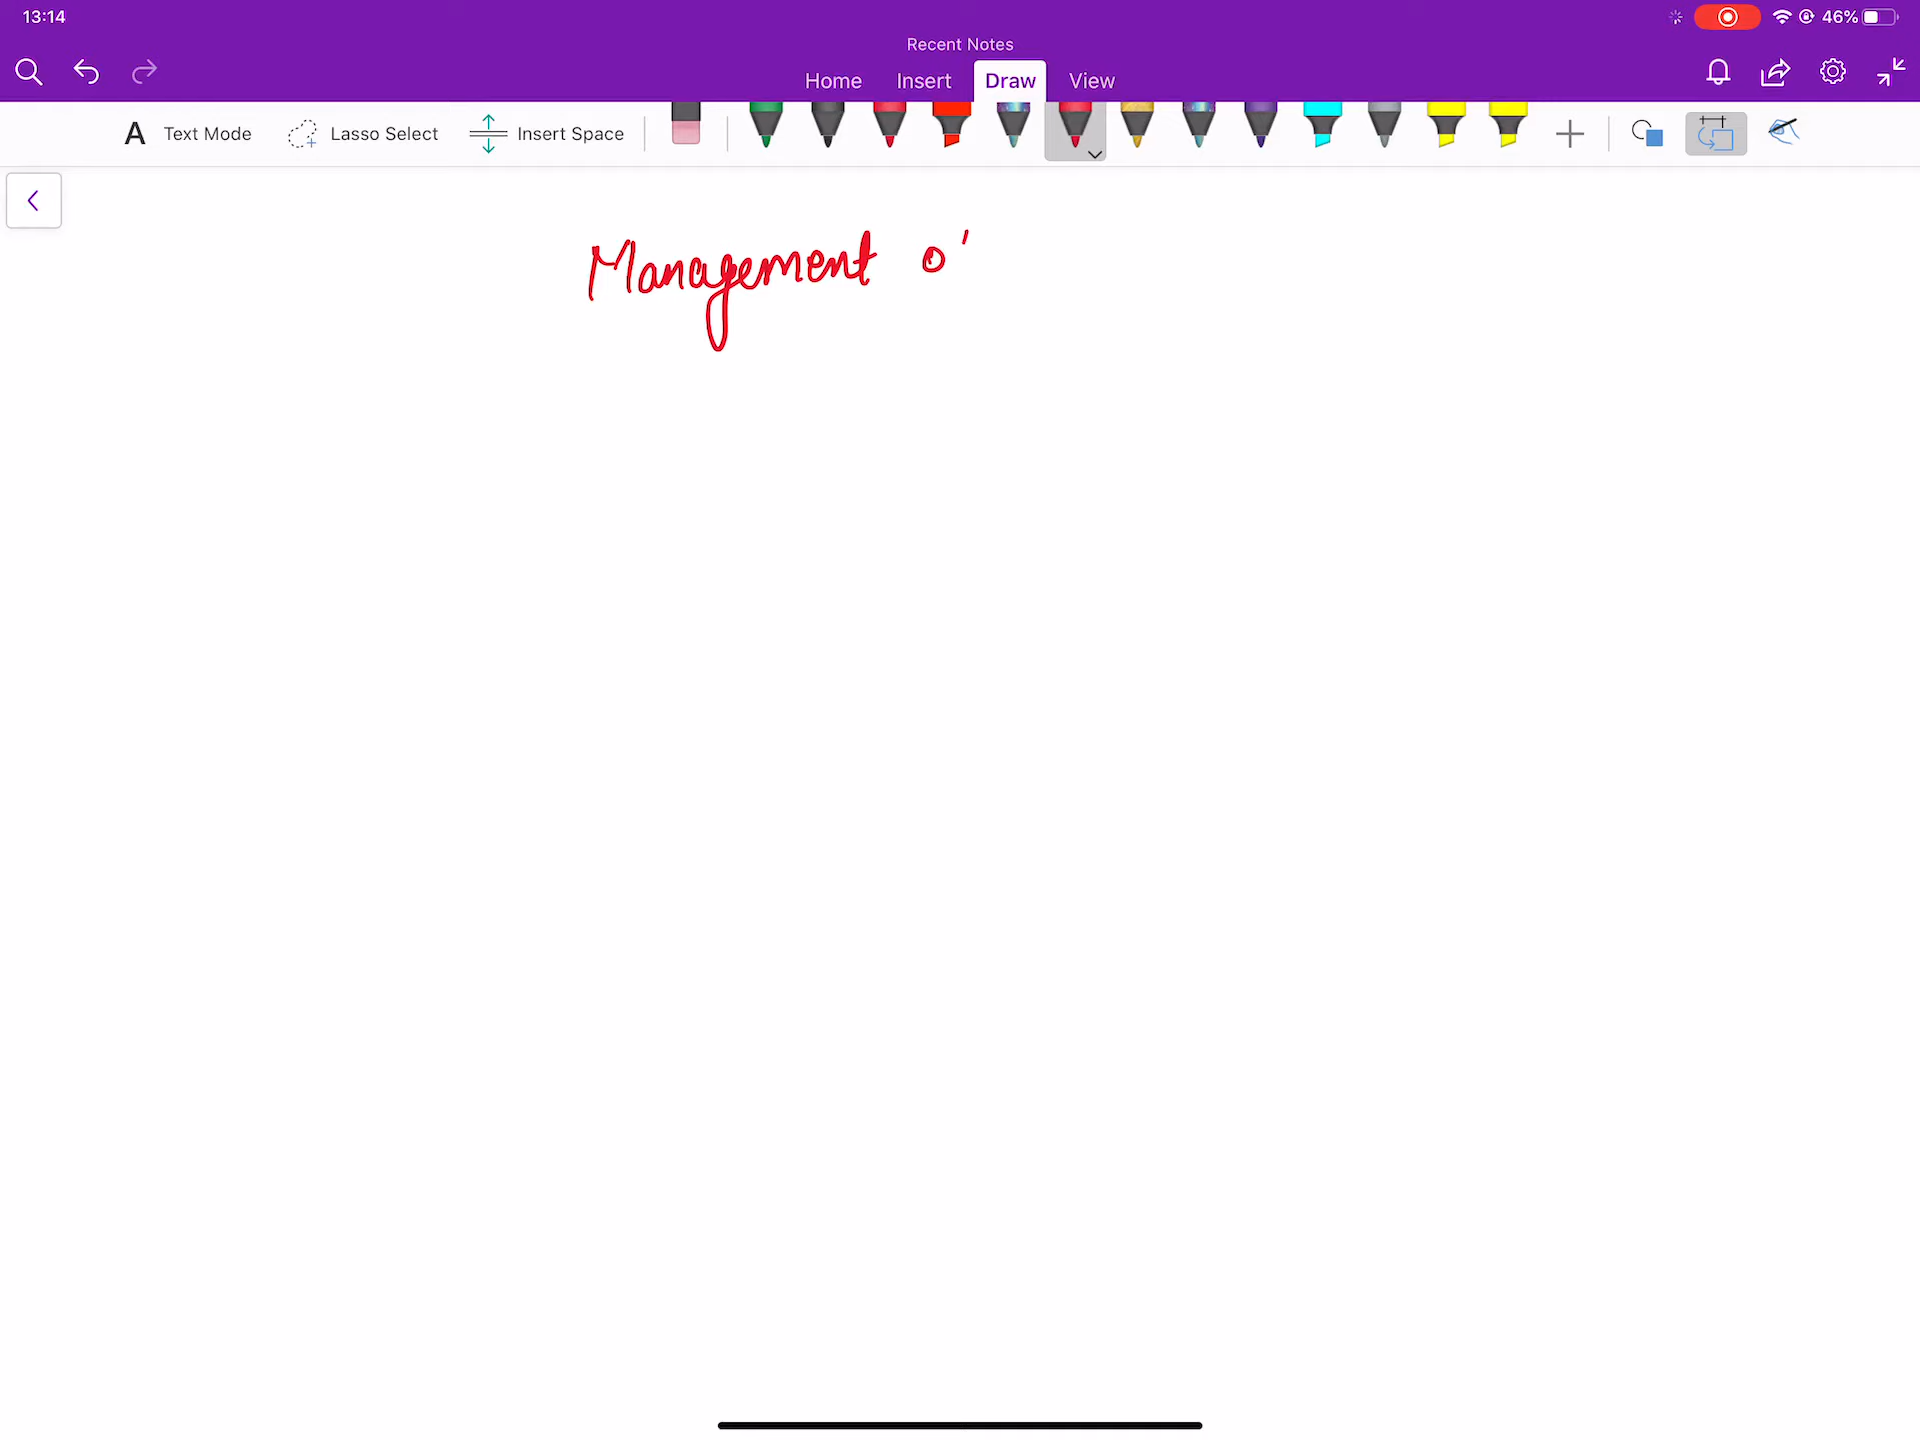 13:14
46%
Recent Notes
Home Insert Draw View
A Text Mode Lasso Select Insert Space
Management o'